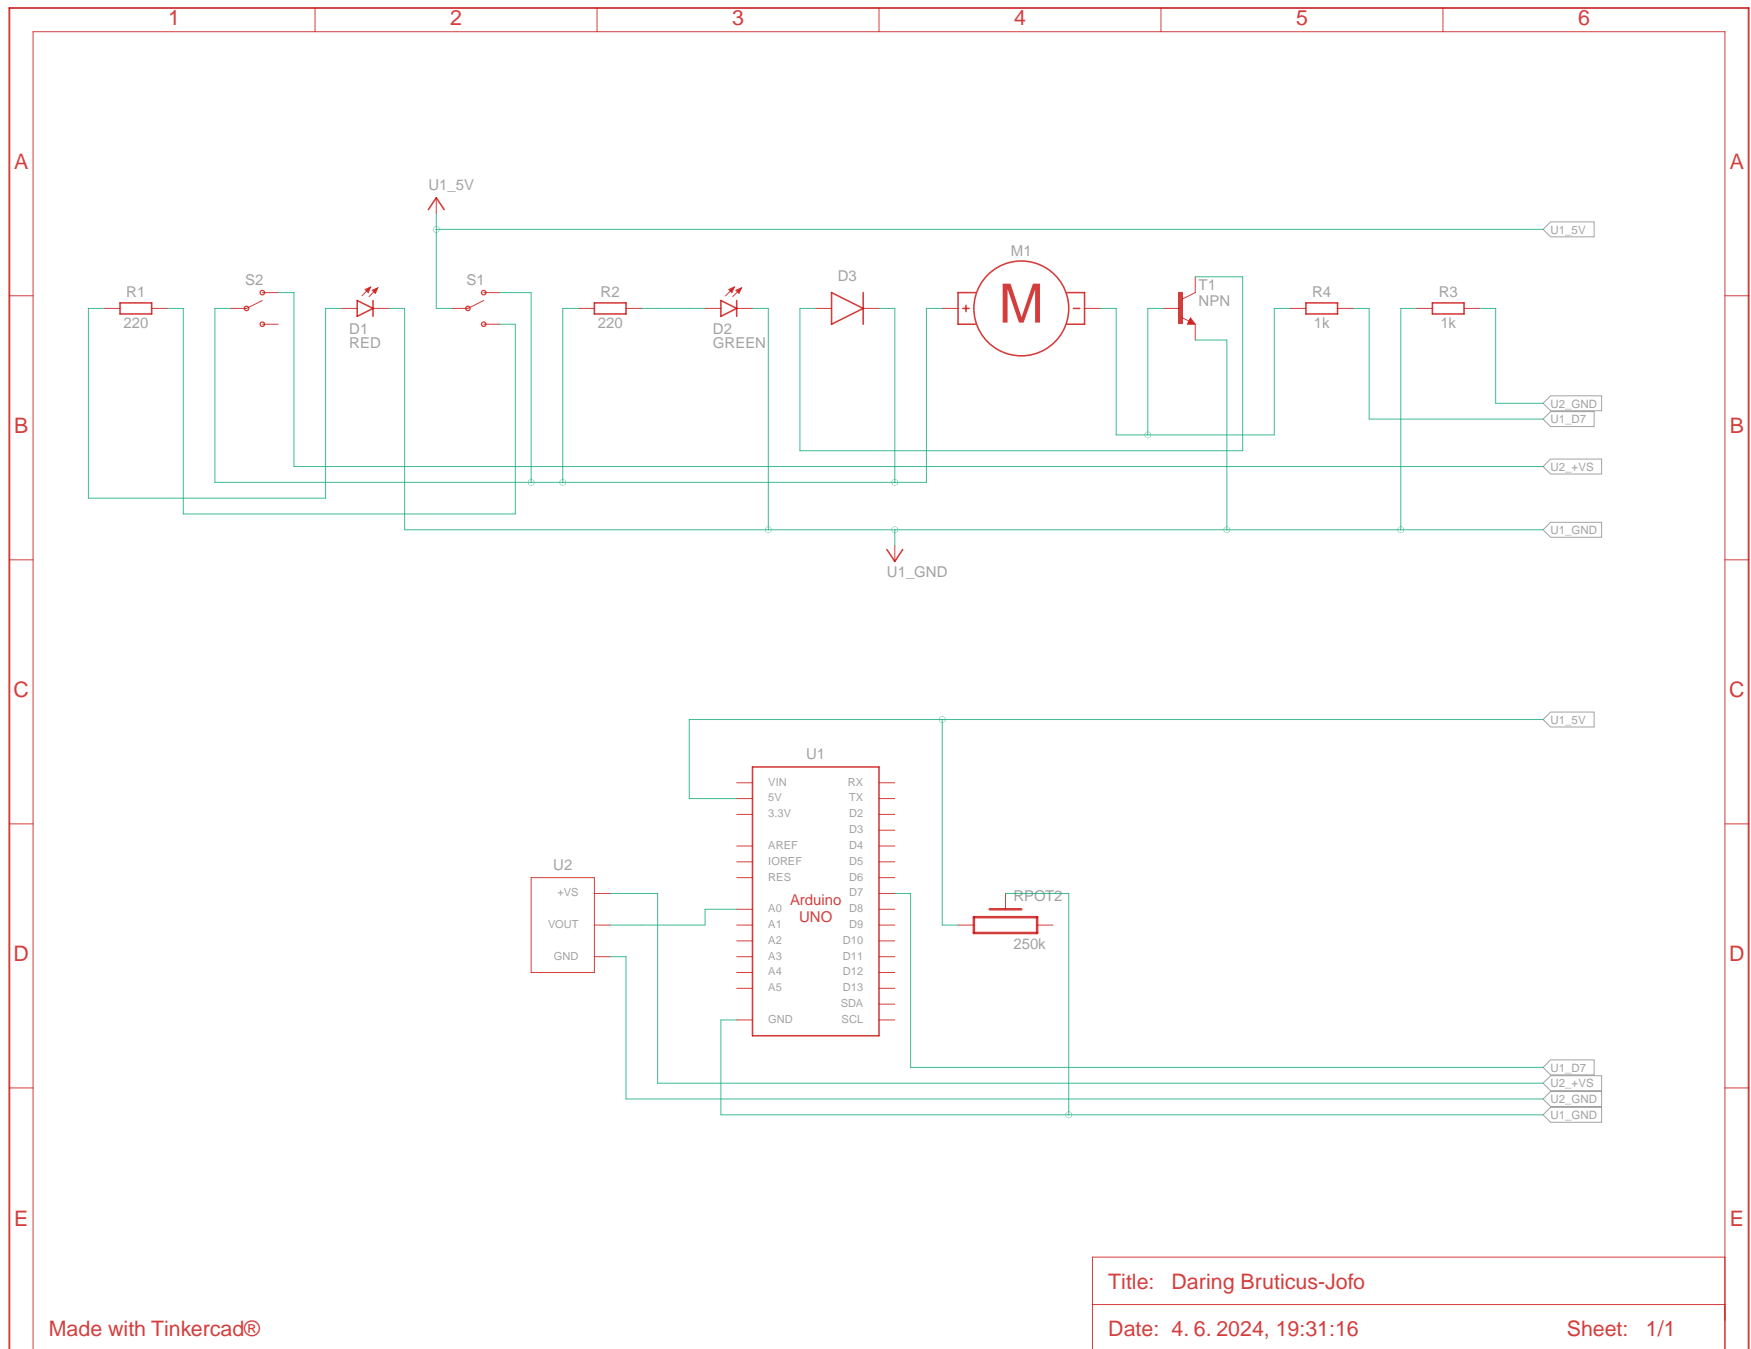 1 2 3 4 5 6
A A
U1_5V
U1_5V
M1
D3
S2 S1
R1 R2 T1 R4 R3
NPN
220 D1 220 D2 1k 1k
RED GREEN
M
+ -
U2_GND
B B
U1_D7
U2_+VS
U1_GND
U1_GND
C C
U1_5V
U1
VIN RX
5V TX
3.3V D2
D3
AREF D4
IOREF D5
RES D6
D7
A0 D8
A1 D9
A2 D10
A3 D11
A4 D12
A5 D13
SDA
GND SCL
Arduino
UNO
U2
+VS
VOUT
GND
RPOT2
250k
D D
U1_D7
U2_+VS
U2_GND
U1_GND
E E
Title: Daring Bruticus-Jofo
Made with Tinkercad®
Date: 4. 6. 2024, 19:31:16 Sheet: 1/1